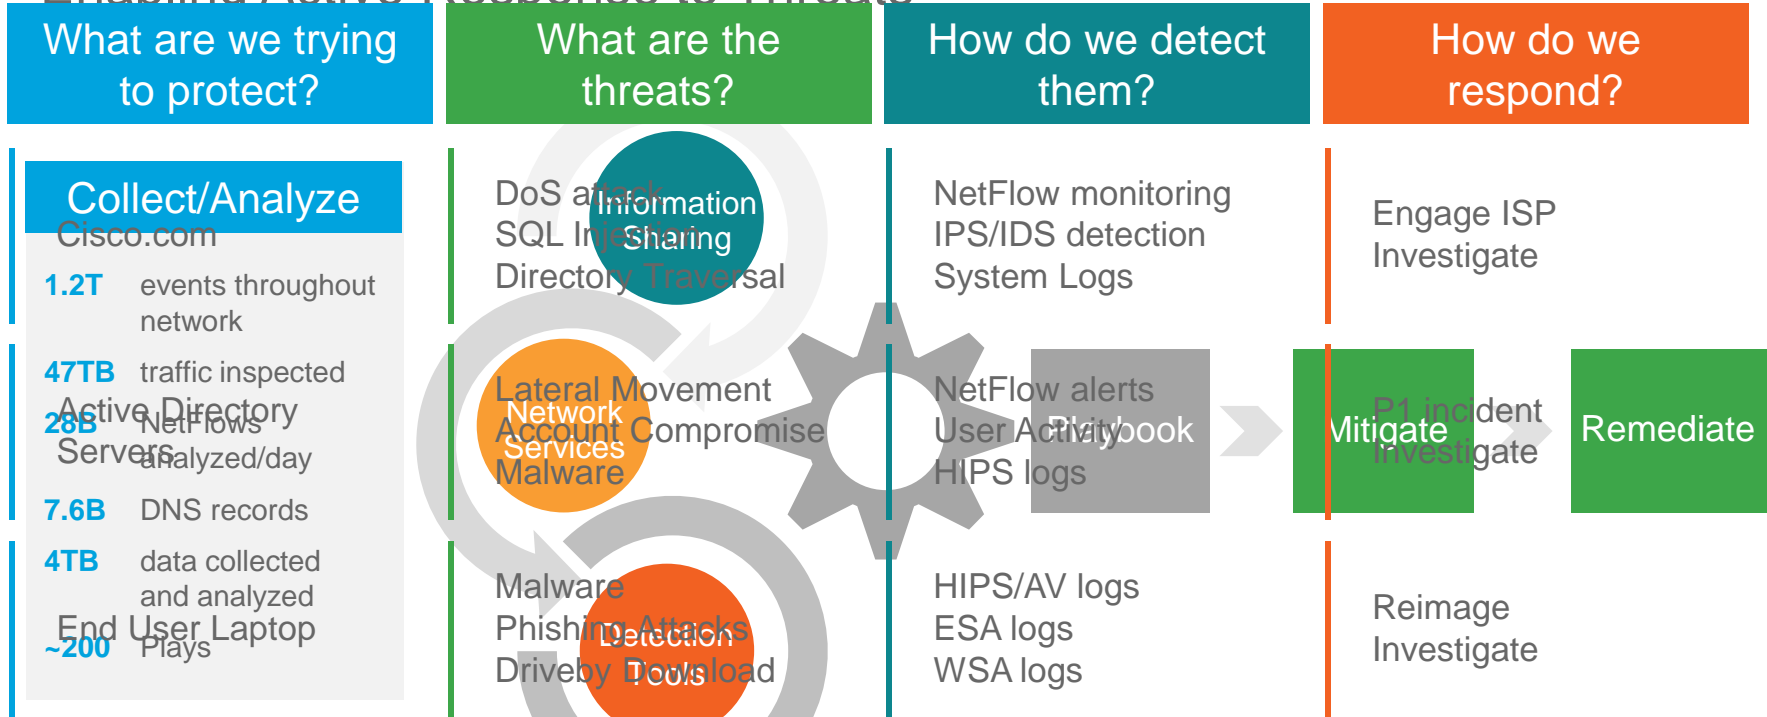 Enabling Active Response to Threats
What are we trying
to protect?
What are the
threats?
How do we detect
them?
How do we
respond?
Collect/Analyze
Cisco.com
1.2T events throughout
network
47TB traffic inspected
Active Directory
Servers
28B NetFlows
analyzed/day
7.6B DNS records
4TB data collected
and analyzed
End User Laptop
~200 Plays
DoS attack
SQL Injection
Directory Traversal
Information
Sharing
Lateral Movement
Account Compromise
Malware
Network
Services
Malware
Phishing Attacks
Driveby Download
Detection
Tools
NetFlow monitoring
IPS/IDS detection
System Logs
NetFlow alerts
User Activity
HIPS logs
Playbook
HIPS/AV logs
ESA logs
WSA logs
Engage ISP
Investigate
P1 incident
Investigate
Mitigate
Remediate
Reimage
Investigate